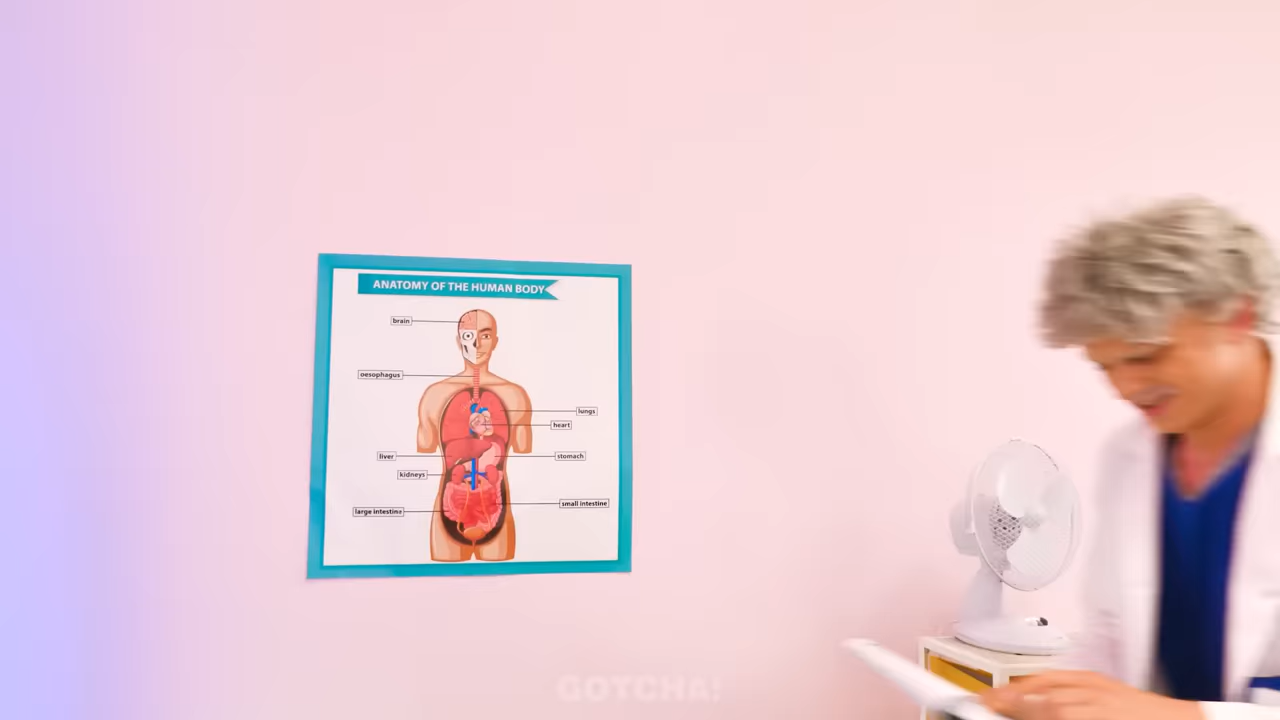 ANATOMY OF THE HUMAN BODY
brain
oesophagus
lungs
heart
liver
stomach
kidneys
small intestine
large intestine
GOTCHA!